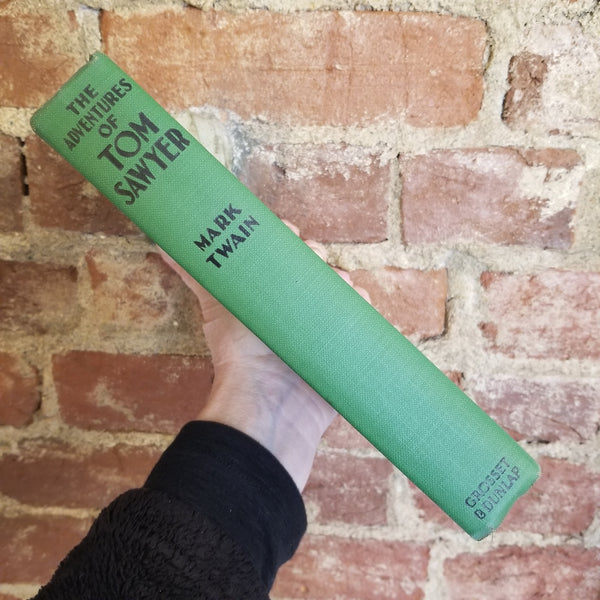 THE
ADVENTURES
OF
TOM
SAWYER
MARK
TWAIN
GROSSET
& DUNLAP